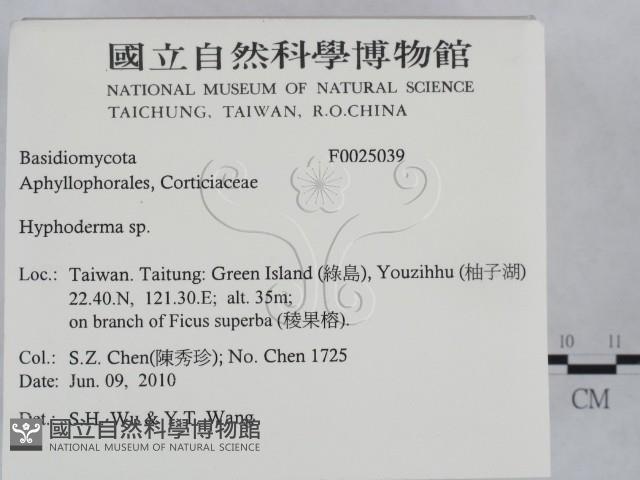 國立自然科學博物館
NATIONAL MUSEUM OF NATURAL SCIENCE
TAICHUNG, TAIWAN, R.O.CHINA
Basidiomycota F0025039
Aphyllophorales, Corticiaceae
Hyphoderma sp.
Loc.: Taiwan. Taitung: Green Island (綠島), Youzihhu (柚子湖)
22.40.N, 121.30.E; alt. 35m;
on branch of Ficus superba (稜果榕).
Col.: S.Z. Chen(陳秀珍); No. Chen 1725
Date: Jun. 09, 2010
Det.: S.H. Wu & Y.T. Wang
國立自然科學博物館
NATIONAL MUSEUM OF NATURAL SCIENCE
10 11
CM